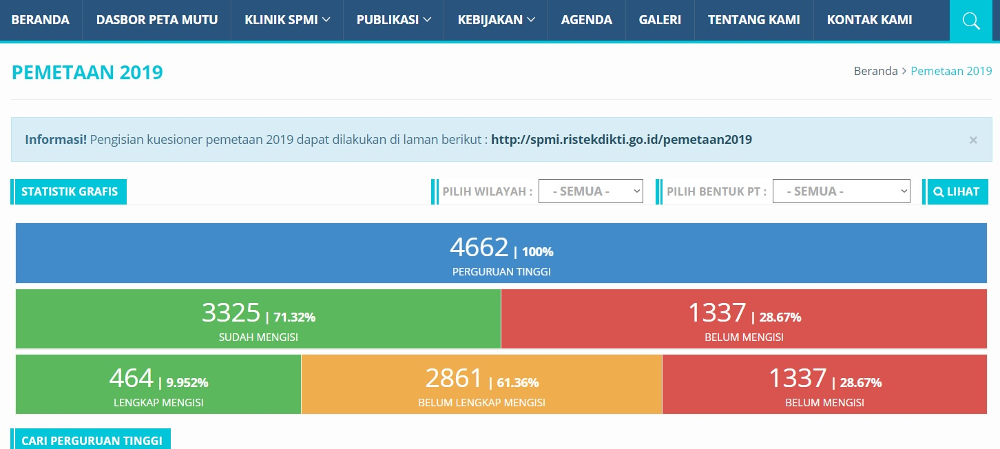 BERANDA DASBOR PETA MUTU KLINIK SPMI PUBLIKASI KEBIJAKAN AGENDA GALERI TENTANG KAMI KONTAK KAMI
PEMETAAN 2019
Beranda > Pemetaan 2019
Informasi! Pengisian kuesioner pemetaan 2019 dapat dilakukan di laman berikut : http://spmi.ristekdikti.go.id/pemetaan2019 ×
STATISTIK GRAFIS PILIH WILAYAH : - SEMUA - PILIH BENTUK PT : - SEMUA - LIHAT
4662 | 100%
PERGURUAN TINGGI
3325 | 71.32%
SUDAH MENGISI
1337 | 28.67%
BELUM MENGISI
464 | 9.952%
LENGKAP MENGISI
2861 | 61.36%
BELUM LENGKAP MENGISI
1337 | 28.67%
BELUM MENGISI
CARI PERGURUAN TINGGI